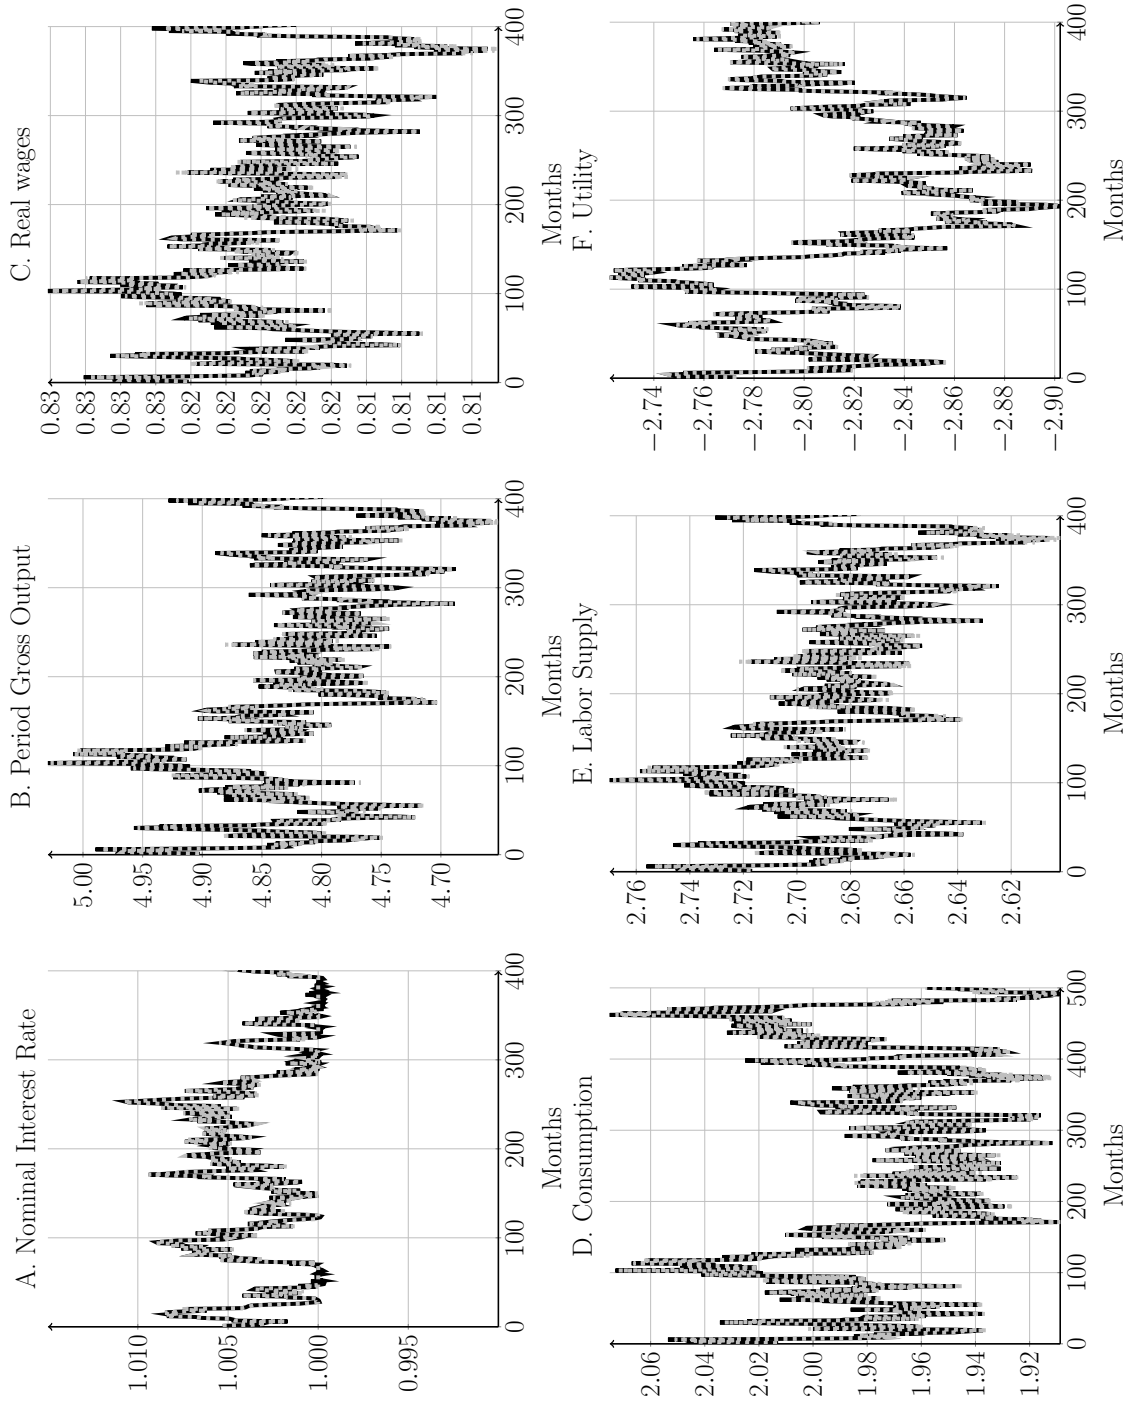 A. Nominal Interest Rate
1.010
1.005
1.000
0.995
0 100 200 300 400
Months
B. Period Gross Output
5.00
4.95
4.90
4.85
4.80
4.75
4.70
0 100 200 300 400
Months
C. Real wages
0.83
0.83
0.83
0.83
0.82
0.82
0.82
0.82
0.82
0.81
0.81
0.81
0.81
0 100 200 300 400
Months
D. Consumption
2.06
2.04
2.02
2.00
1.98
1.96
1.94
1.92
0 100 200 300 400 500
Months
E. Labor Supply
2.76
2.74
2.72
2.70
2.68
2.66
2.64
2.62
0 100 200 300 400
Months
F. Utility
−2.74
−2.76
−2.78
−2.80
−2.82
−2.84
−2.86
−2.88
−2.90
0 100 200 300 400
Months